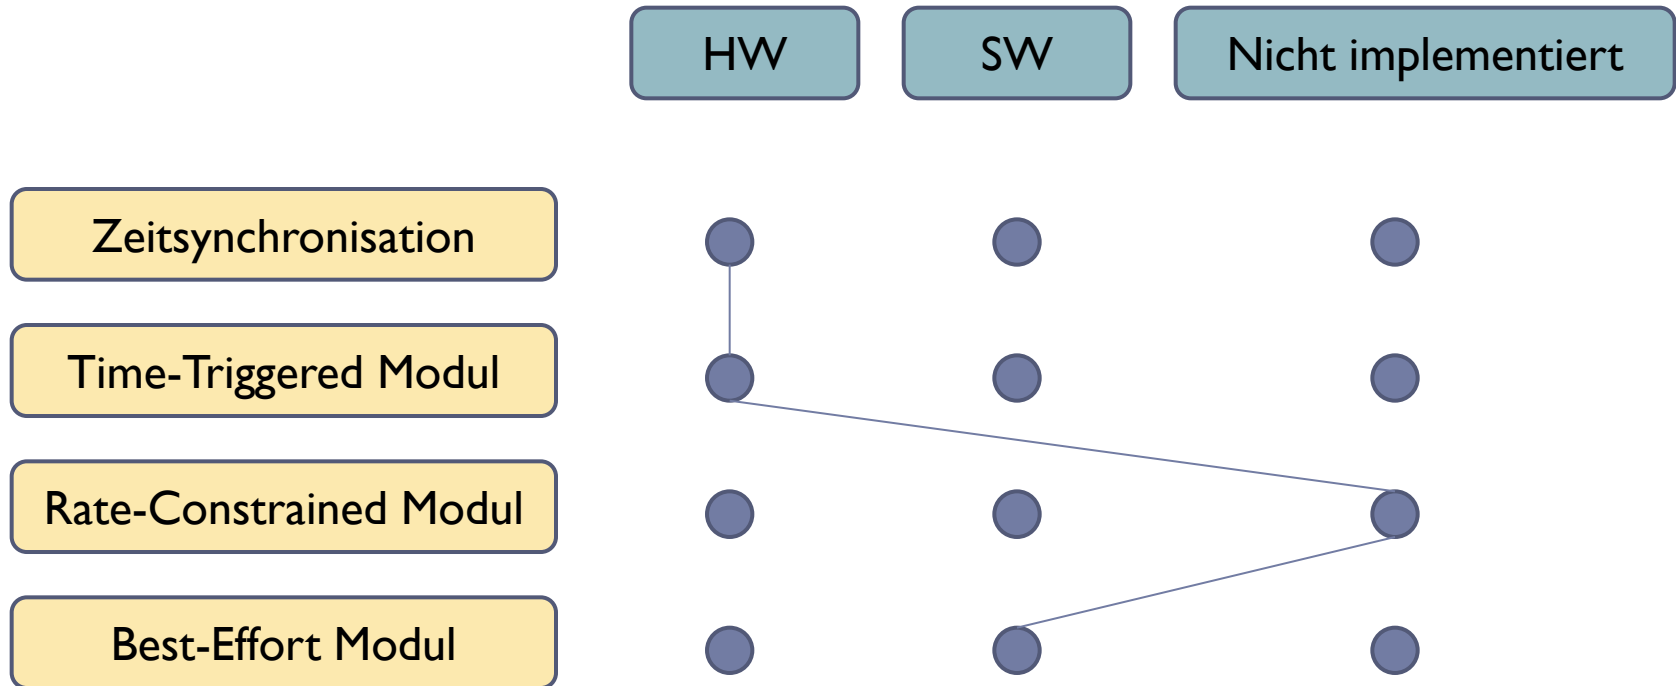 HW
SW
Nicht implementiert
Zeitsynchronisation
Time-Triggered Modul
Rate-Constrained Modul
Best-Effort Modul